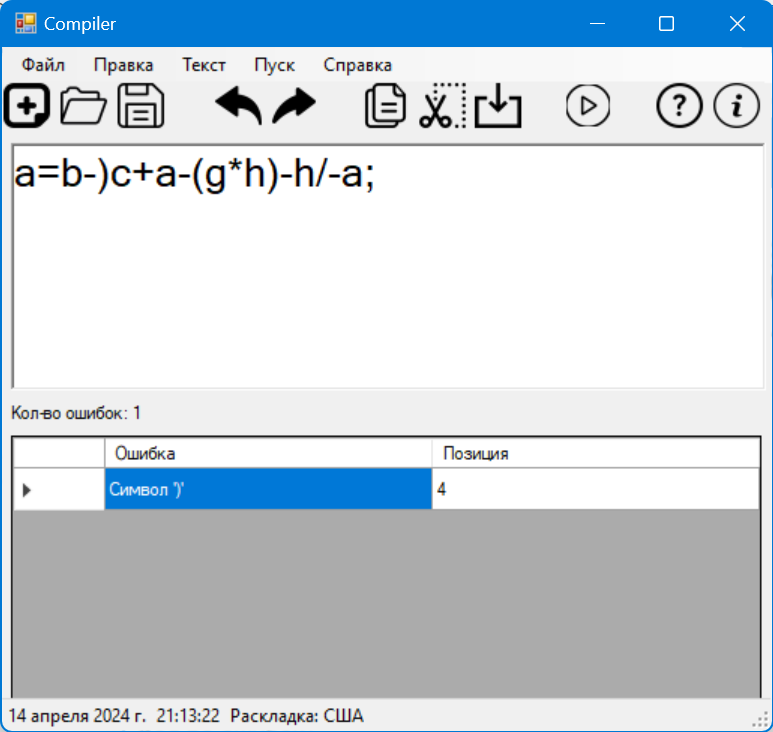 Compiler
Файл Правка Текст Пуск Справка
a=b-)c+a-(g*h)-h/-a;
Кол-во ошибок: 1
Ошибка Позиция
Символ ')' 4
14 апреля 2024 г. 21:13:22 Раскладка: США